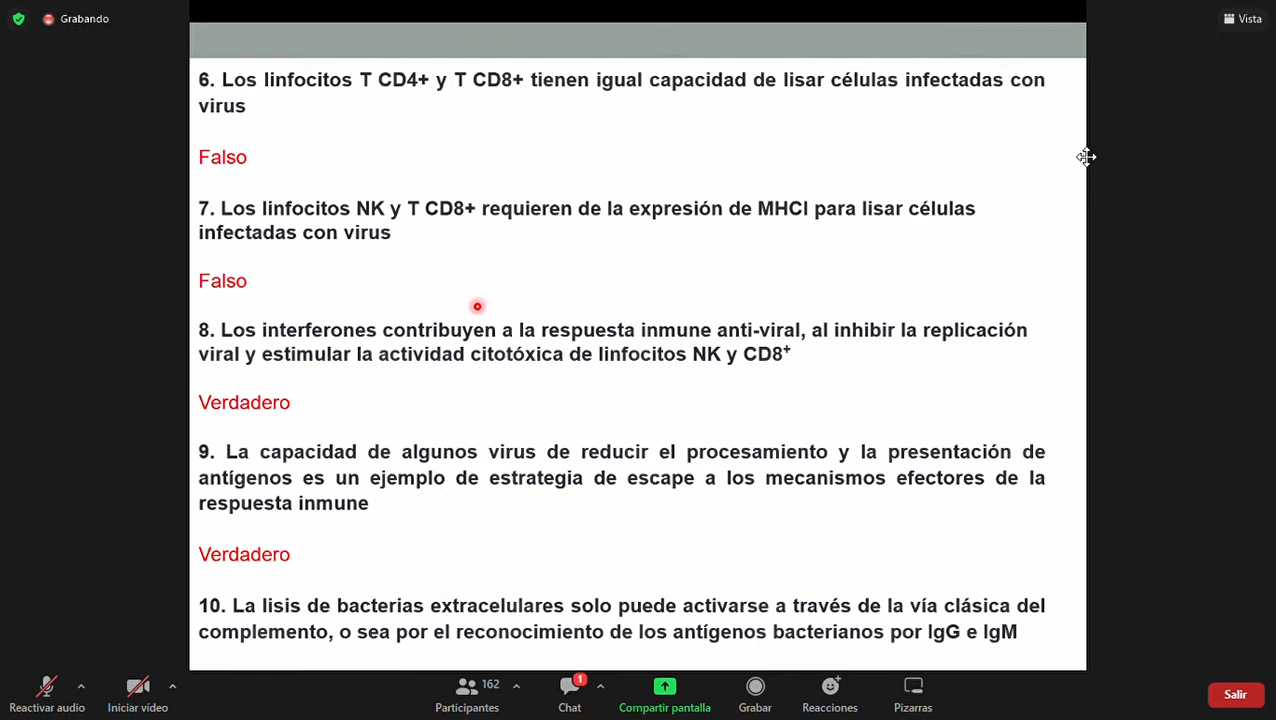 Grabando
Vista
6. Los linfocitos T CD4+ y T CD8+ tienen igual capacidad de lisar células infectadas con
virus
Falso
7. Los linfocitos NK y T CD8+ requieren de la expresión de MHCI para lisar células
infectadas con virus
Falso
8. Los interferones contribuyen a la respuesta inmune anti-viral, al inhibir la replicación
viral y estimular la actividad citotóxica de linfocitos NK y CD8⁺
Verdadero
9. La capacidad de algunos virus de reducir el procesamiento y la presentación de
antígenos es un ejemplo de estrategia de escape a los mecanismos efectores de la
respuesta inmune
Verdadero
10. La lisis de bacterias extracelulares solo puede activarse a través de la vía clásica del
complemento, o sea por el reconocimiento de los antígenos bacterianos por IgG e IgM
162
1
Reactivar audio
Iniciar vídeo
Participantes
Chat
Compartir pantalla
Grabar
Reacciones
Pizarras
Salir